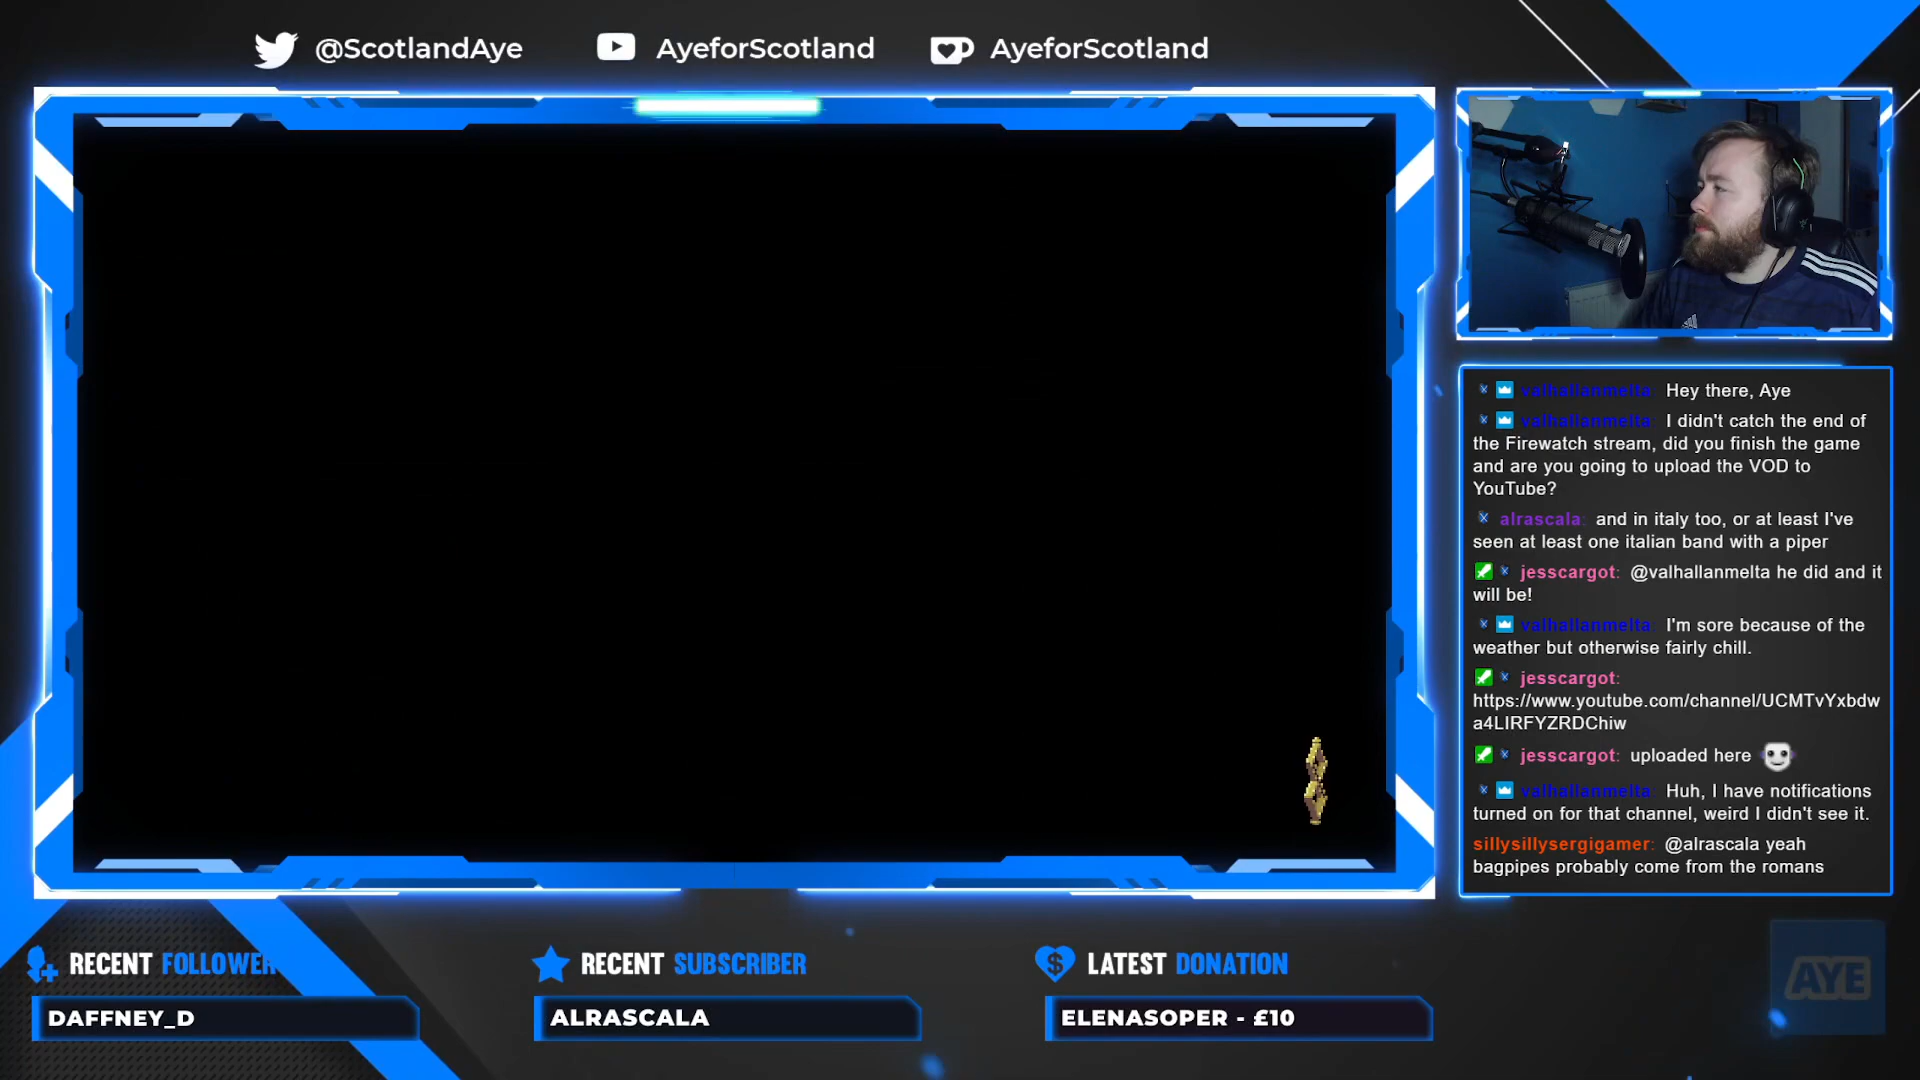 @ScotlandAye
AyeforScotland
AyeforScotland
valhallanmelta: Hey there, Aye
valhallanmelta: I didn't catch the end of
the Firewatch stream, did you finish the game
and are you going to upload the VOD to
YouTube?
alrascala: and in italy too, or at least I've
seen at least one italian band with a piper
jesscargot: @valhallanmelta he did and it
will be!
valhallanmelta: I'm sore because of the
weather but otherwise fairly chill.
jesscargot:
https://www.youtube.com/channel/UCMTvYxbdw
a4LIRFYZRDChiw
jesscargot: uploaded here
valhallanmelta: Huh, I have notifications
turned on for that channel, weird I didn't see it.
sillysillysergigamer: @alrascala yeah
bagpipes probably come from the romans
RECENT FOLLOWER
DAFFNEY_D
RECENT SUBSCRIBER
ALRASCALA
LATEST DONATION
ELENASOPER - £10
AYE